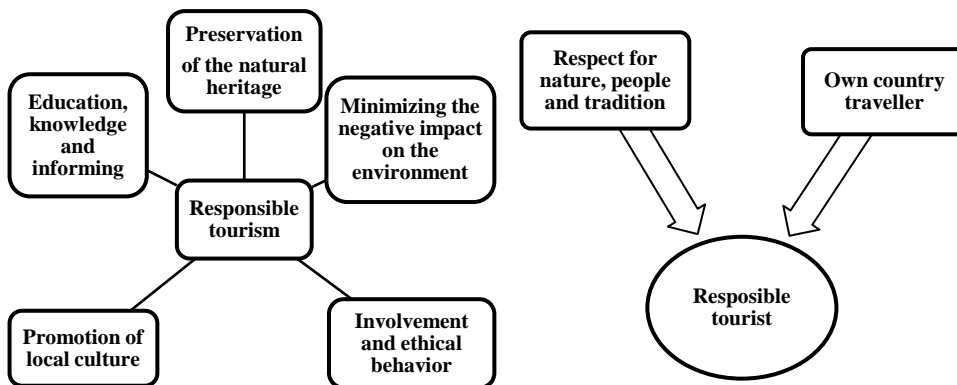 Preservation
of the natural
heritage
Education,
knowledge
and
informing
Minimizing the
negative impact
on the
environment
Responsible
tourism
Promotion of
local culture
Involvement
and ethical
behavior
Respect for
nature, people
and tradition
Own country
traveller
Resposible
tourist